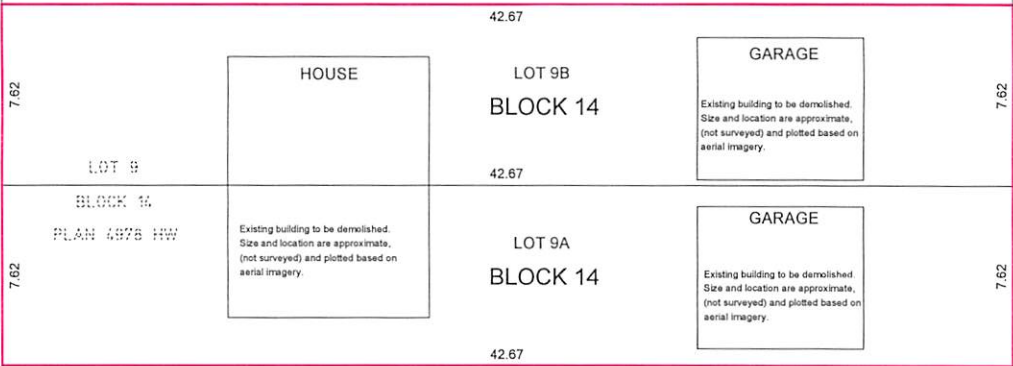 42.67
HOUSE
LOT 9B
BLOCK 14
GARAGE
Existing building to be demolished.
Size and location are approximate,
(not surveyed) and plotted based on
aerial imagery.
7.62
7.62
LOT 9
42.67
BLOCK 14
PLAN 4978 HW
Existing building to be demolished.
Size and location are approximate,
(not surveyed) and plotted based on
aerial imagery.
LOT 9A
BLOCK 14
GARAGE
Existing building to be demolished.
Size and location are approximate,
(not surveyed) and plotted based on
aerial imagery.
7.62
7.62
42.67